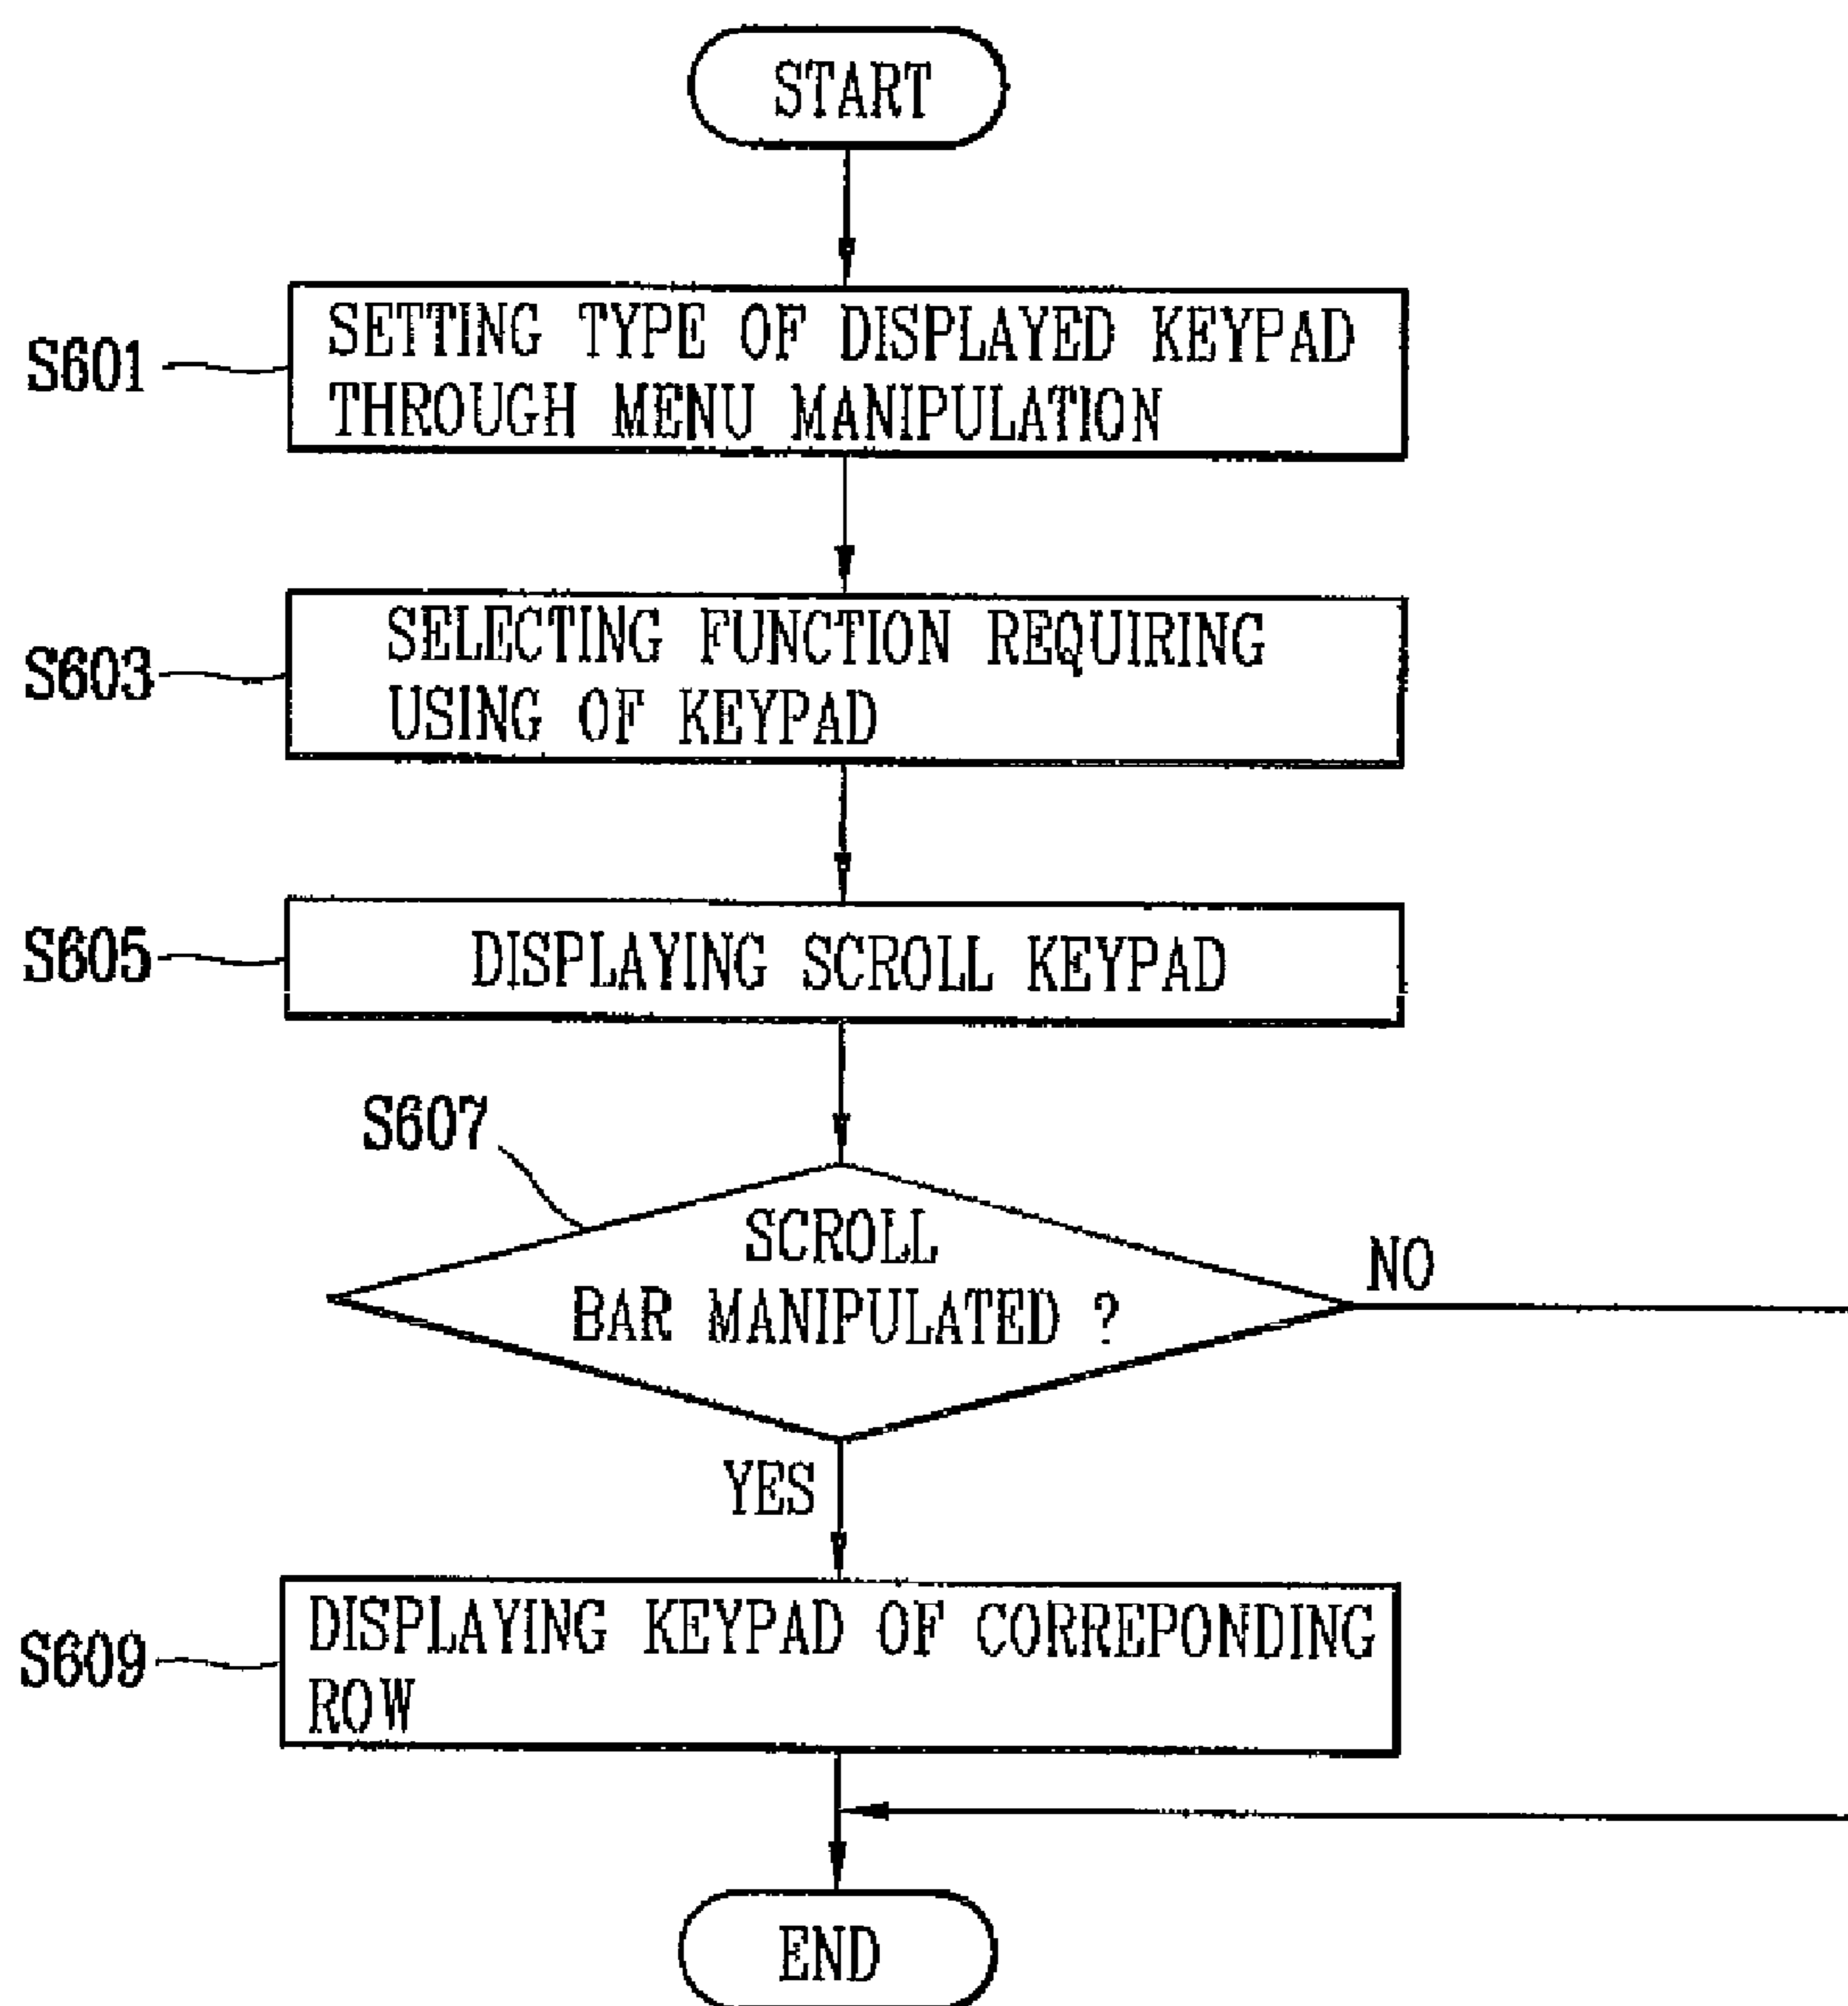 START
S601
SETTING TYPE OF DISPLAYED KEYPAD
THROUGH MENU MANIPULATION
S603
SELECTING FUNCTION REQUIRING
USING OF KEYPAD
S605
DISPLAYING SCROLL KEYPAD
S607
SCROLL
BAR MANIPULATED ?
NO
YES
S609
DISPLAYING KEYPAD OF CORREPONDING
ROW
END